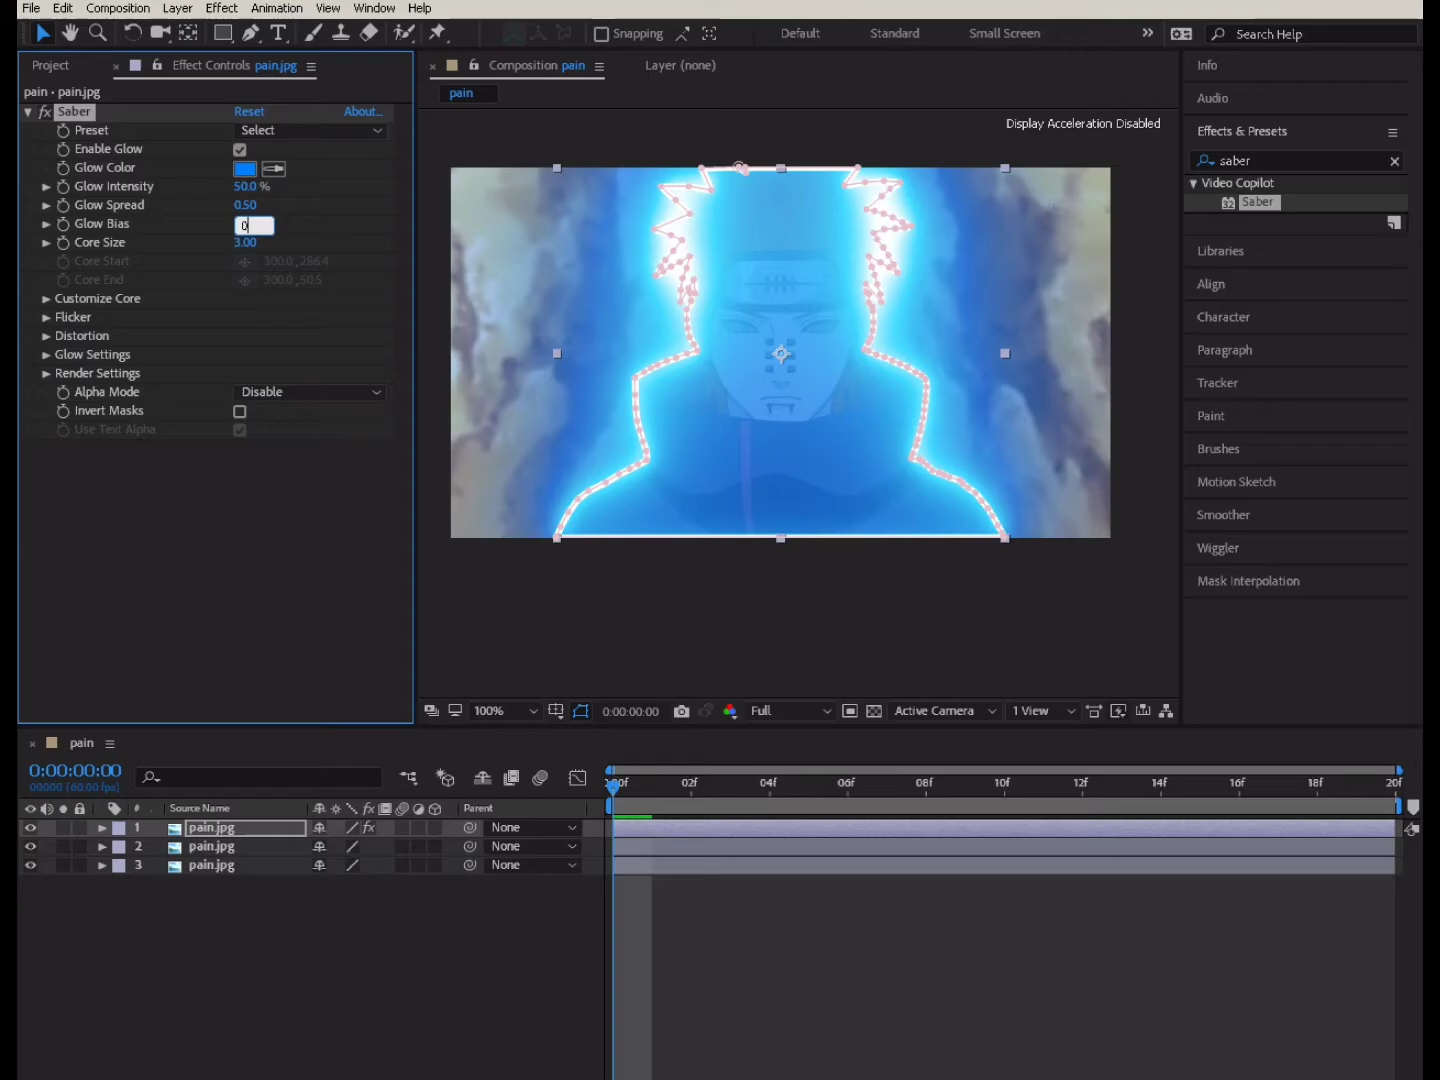 File Edit Composition Layer Effect Animation View Window Help
Snapping Default Standard Small Screen Search Help
Project Effect Controls pain.jpg Composition pain Layer (none)
pain • pain.jpg
pain
fx Saber Reset About...
Preset Select
Enable Glow
Glow Color
Glow Intensity 50.0 %
Glow Spread 0.50
Glow Bias 0
Core Size 3.00
Core Start 300.0, 286.4
Core End 300.0, 50.5
Customize Core
Flicker
Distortion
Glow Settings
Render Settings
Alpha Mode Disable
Invert Masks
Use Text Alpha
Display Acceleration Disabled
100% 0:00:00:00 Full Active Camera 1 View
Info
Audio
Effects & Presets
saber
Video Copilot
32 Saber
Libraries
Align
Character
Paragraph
Tracker
Paint
Brushes
Motion Sketch
Smoother
Wiggler
Mask Interpolation
pain
0:00:00:00
00000 (60.00 fps)
:00f 02f 04f 06f 08f 10f 12f 14f 16f 18f 20f
# Source Name fx Parent
1 pain.jpg fx None
2 pain.jpg None
3 pain.jpg None